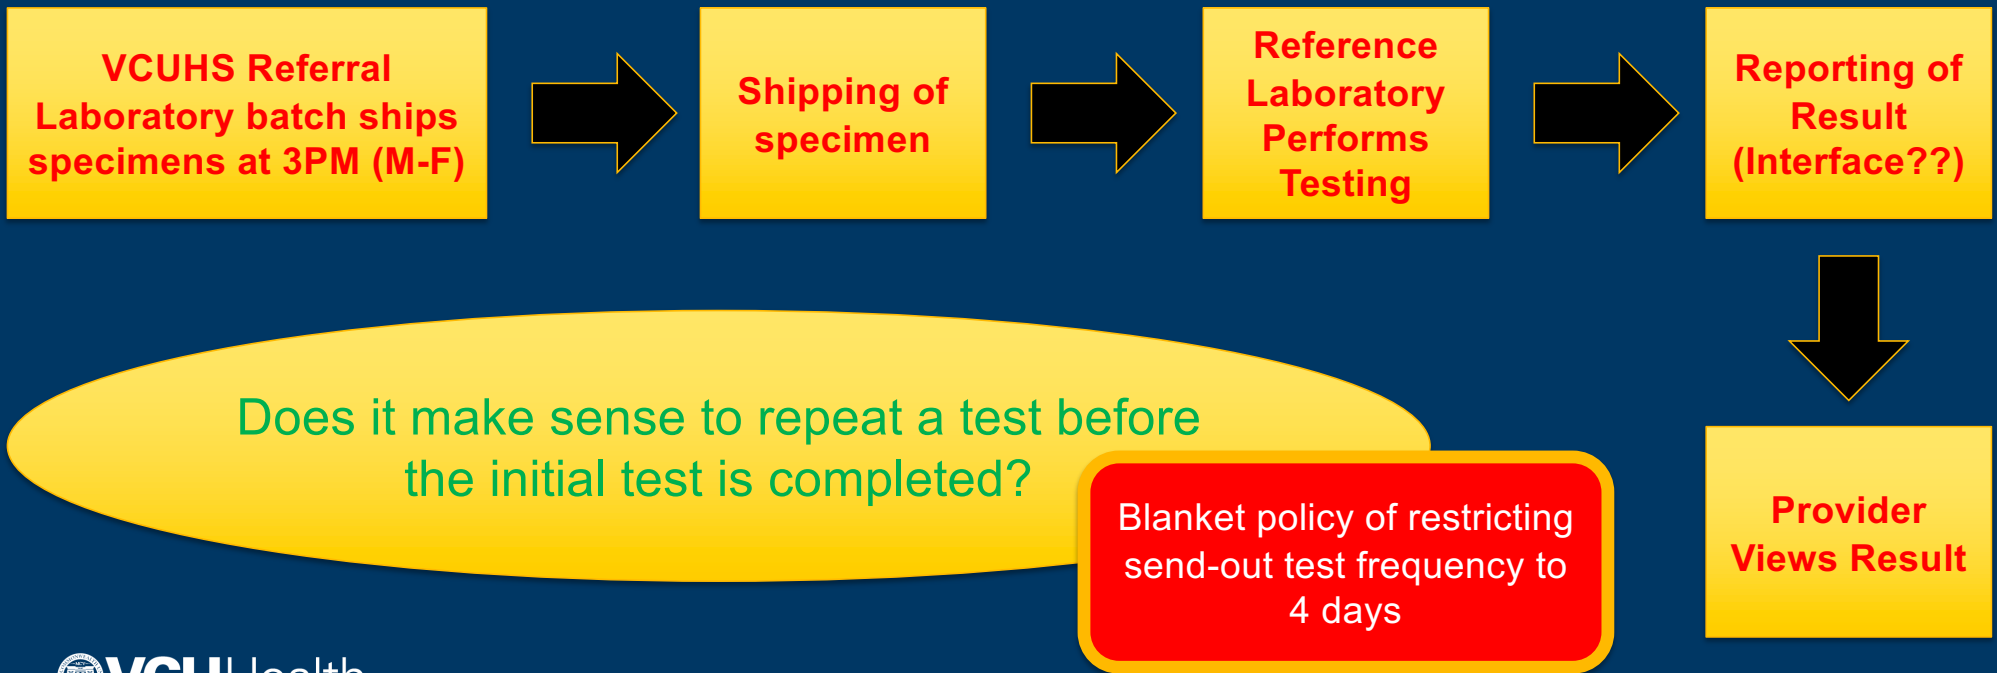 VCUHS Referral
Laboratory batch ships
specimens at 3PM (M-F)
Shipping of
specimen
Reference
Laboratory
Performs
Testing
Reporting of
Result
(Interface??)
Does it make sense to repeat a test before
the initial test is completed?
Blanket policy of restricting
send-out test frequency to
4 days
Provider
Views Result
VCUHealth